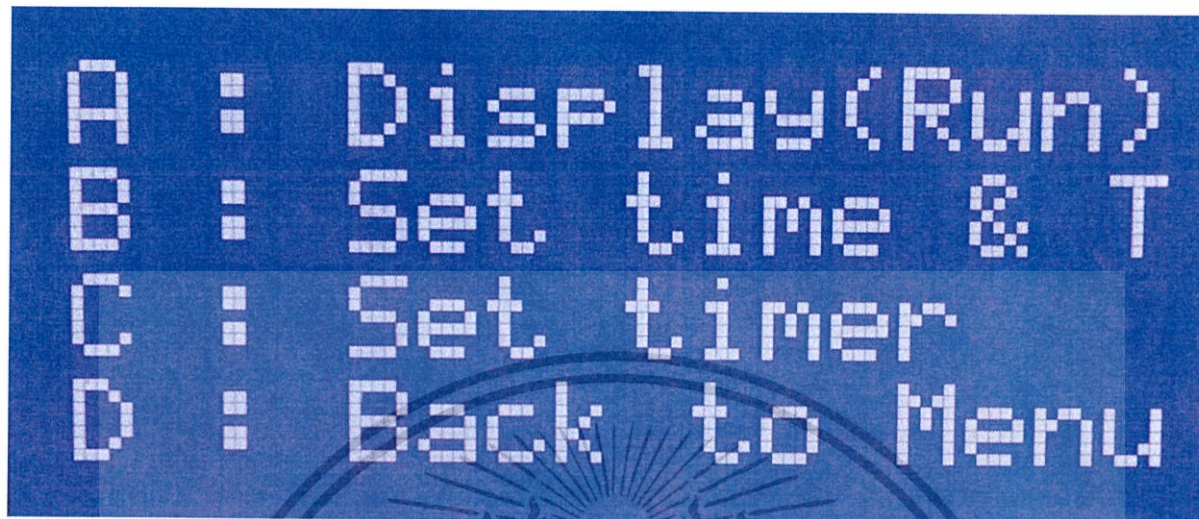 A : Display(Run)
B : Set time & T
C : Set timer
D : Back to Menu